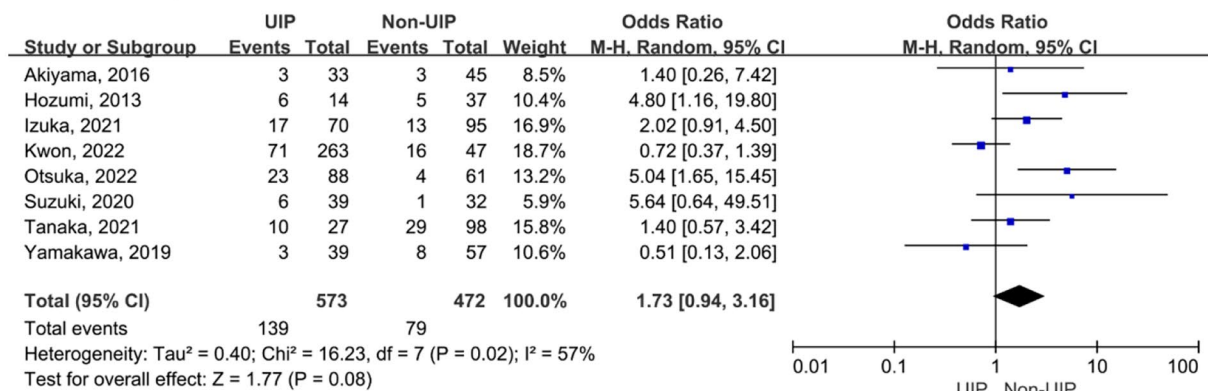 UIP Non-UIP Odds Ratio Odds Ratio
Study or Subgroup Events Total Events Total Weight M-H, Random, 95% CI M-H, Random, 95% CI
Akiyama, 2016 3 33 3 45 8.5% 1.40 [0.26, 7.42]
Hozumi, 2013 6 14 5 37 10.4% 4.80 [1.16, 19.80]
Izuka, 2021 17 70 13 95 16.9% 2.02 [0.91, 4.50]
Kwon, 2022 71 263 16 47 18.7% 0.72 [0.37, 1.39]
Otsuka, 2022 23 88 4 61 13.2% 5.04 [1.65, 15.45]
Suzuki, 2020 6 39 1 32 5.9% 5.64 [0.64, 49.51]
Tanaka, 2021 10 27 29 98 15.8% 1.40 [0.57, 3.42]
Yamakawa, 2019 3 39 8 57 10.6% 0.51 [0.13, 2.06]
Total (95% CI) 573 472 100.0% 1.73 [0.94, 3.16]
Total events 139 79
Heterogeneity: Tau² = 0.40; Chi² = 16.23, df = 7 (P = 0.02); I² = 57%
Test for overall effect: Z = 1.77 (P = 0.08)
0.01 0.1 1 10 100
UIP Non-UIP